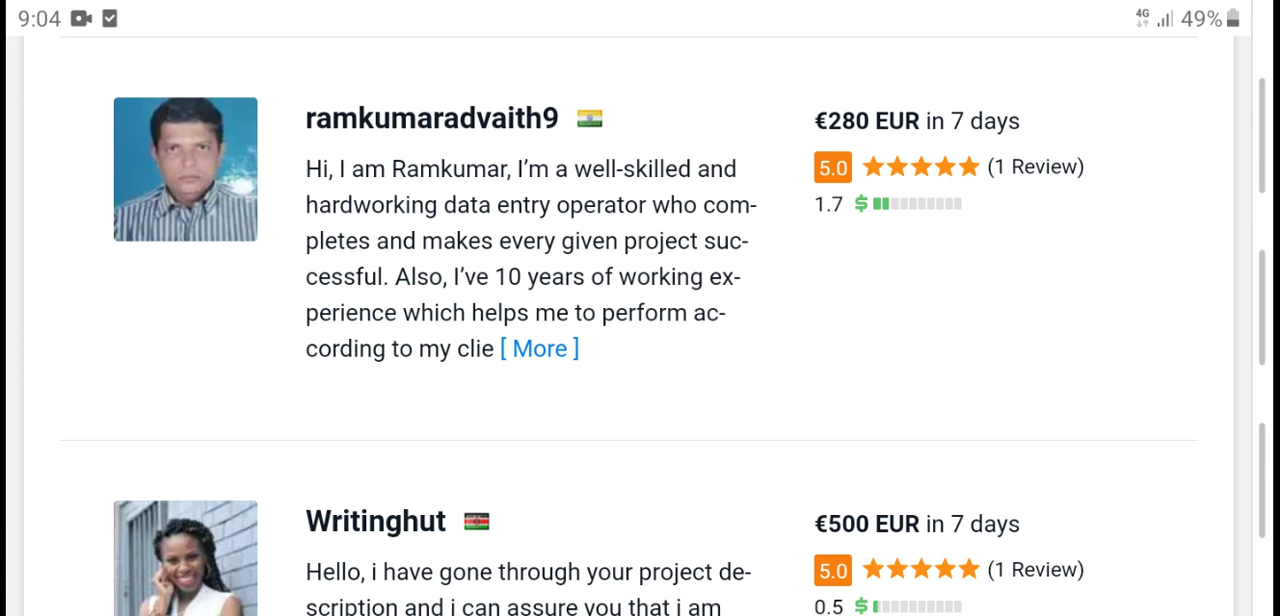 9:04
4G
49%
ramkumaradvaith9
€280 EUR in 7 days
5.0 (1 Review)
1.7 $
Hi, I am Ramkumar, I’m a well-skilled and
hardworking data entry operator who com-
pletes and makes every given project suc-
cessful. Also, I’ve 10 years of working ex-
perience which helps me to perform ac-
cording to my clie [ More ]
Writinghut
€500 EUR in 7 days
5.0 (1 Review)
0.5 $
Hello, i have gone through your project de-
scription and i can assure you that i am